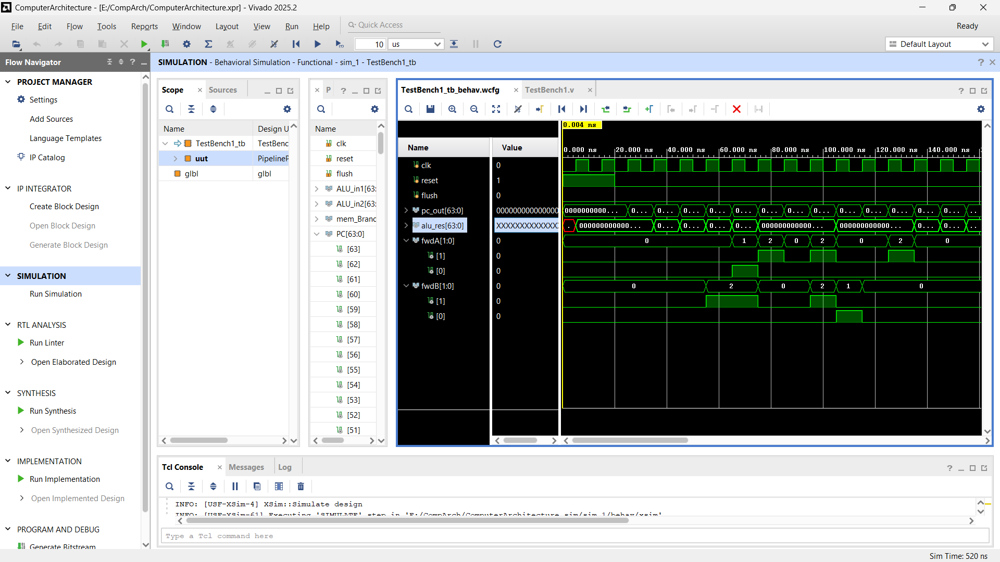 ComputerArchitecture - [E:/CompArch/ComputerArchitecture.xpr] - Vivado 2025.2
File Edit Flow Tools Reports Window Layout View Run Help Quick Access Ready
10 us Default Layout
Flow Navigator
SIMULATION - Behavioral Simulation - Functional - sim_1 - TestBench1_tb
PROJECT MANAGER
Settings
Add Sources
Language Templates
IP Catalog
IP INTEGRATOR
Create Block Design
Open Block Design
Generate Block Design
SIMULATION
Run Simulation
RTL ANALYSIS
Run Linter
Open Elaborated Design
SYNTHESIS
Run Synthesis
Open Synthesized Design
IMPLEMENTATION
Run Implementation
Open Implemented Design
PROGRAM AND DEBUG
Generate Bitstream
Scope Sources
Name Design U
TestBench1_tb TestBenc
uut PipelineP
glbl glbl
P
Name
clk
reset
flush
ALU_in1[63:
ALU_in2[63:
mem_Branc
PC[63:0]
[63]
[62]
[61]
[60]
[59]
[58]
[57]
[56]
[55]
[54]
[53]
[52]
[51]
TestBench1_tb_behav.wcfg TestBench1.v
Name Value
clk 0
reset 1
flush 0
pc_out[63:0] 0000000000000000
alu_res[63:0] XXXXXXXXXXXXX
fwdA[1:0] 0
[1] 0
[0] 0
fwdB[1:0] 0
[1] 0
[0] 0
0.004 ns
0.000 ns 20.000 ns 40.000 ns 60.000 ns 80.000 ns 100.000 ns 120.000 ns 140.000 ns
0000000000... 0... 0... 0... 0... 0... 0... 0... 0... 0... 0... 0... 0... 0... ..
. 000000000000... 0... 0... 0... 0... 000000000000... 000000000000... 0... 0... ..
0 1 2 0 2 0 2 0
0 2 0 2 1 0
Tcl Console Messages Log
INFO: [USF-XSim-4] XSim::Simulate design
INFO: [USF-XSim-61] Executing 'SIMULATE' step in 'E:/CompArch/ComputerArchitecture.sim/sim_1/behav/xsim'
Type a Tcl command here
Sim Time: 520 ns